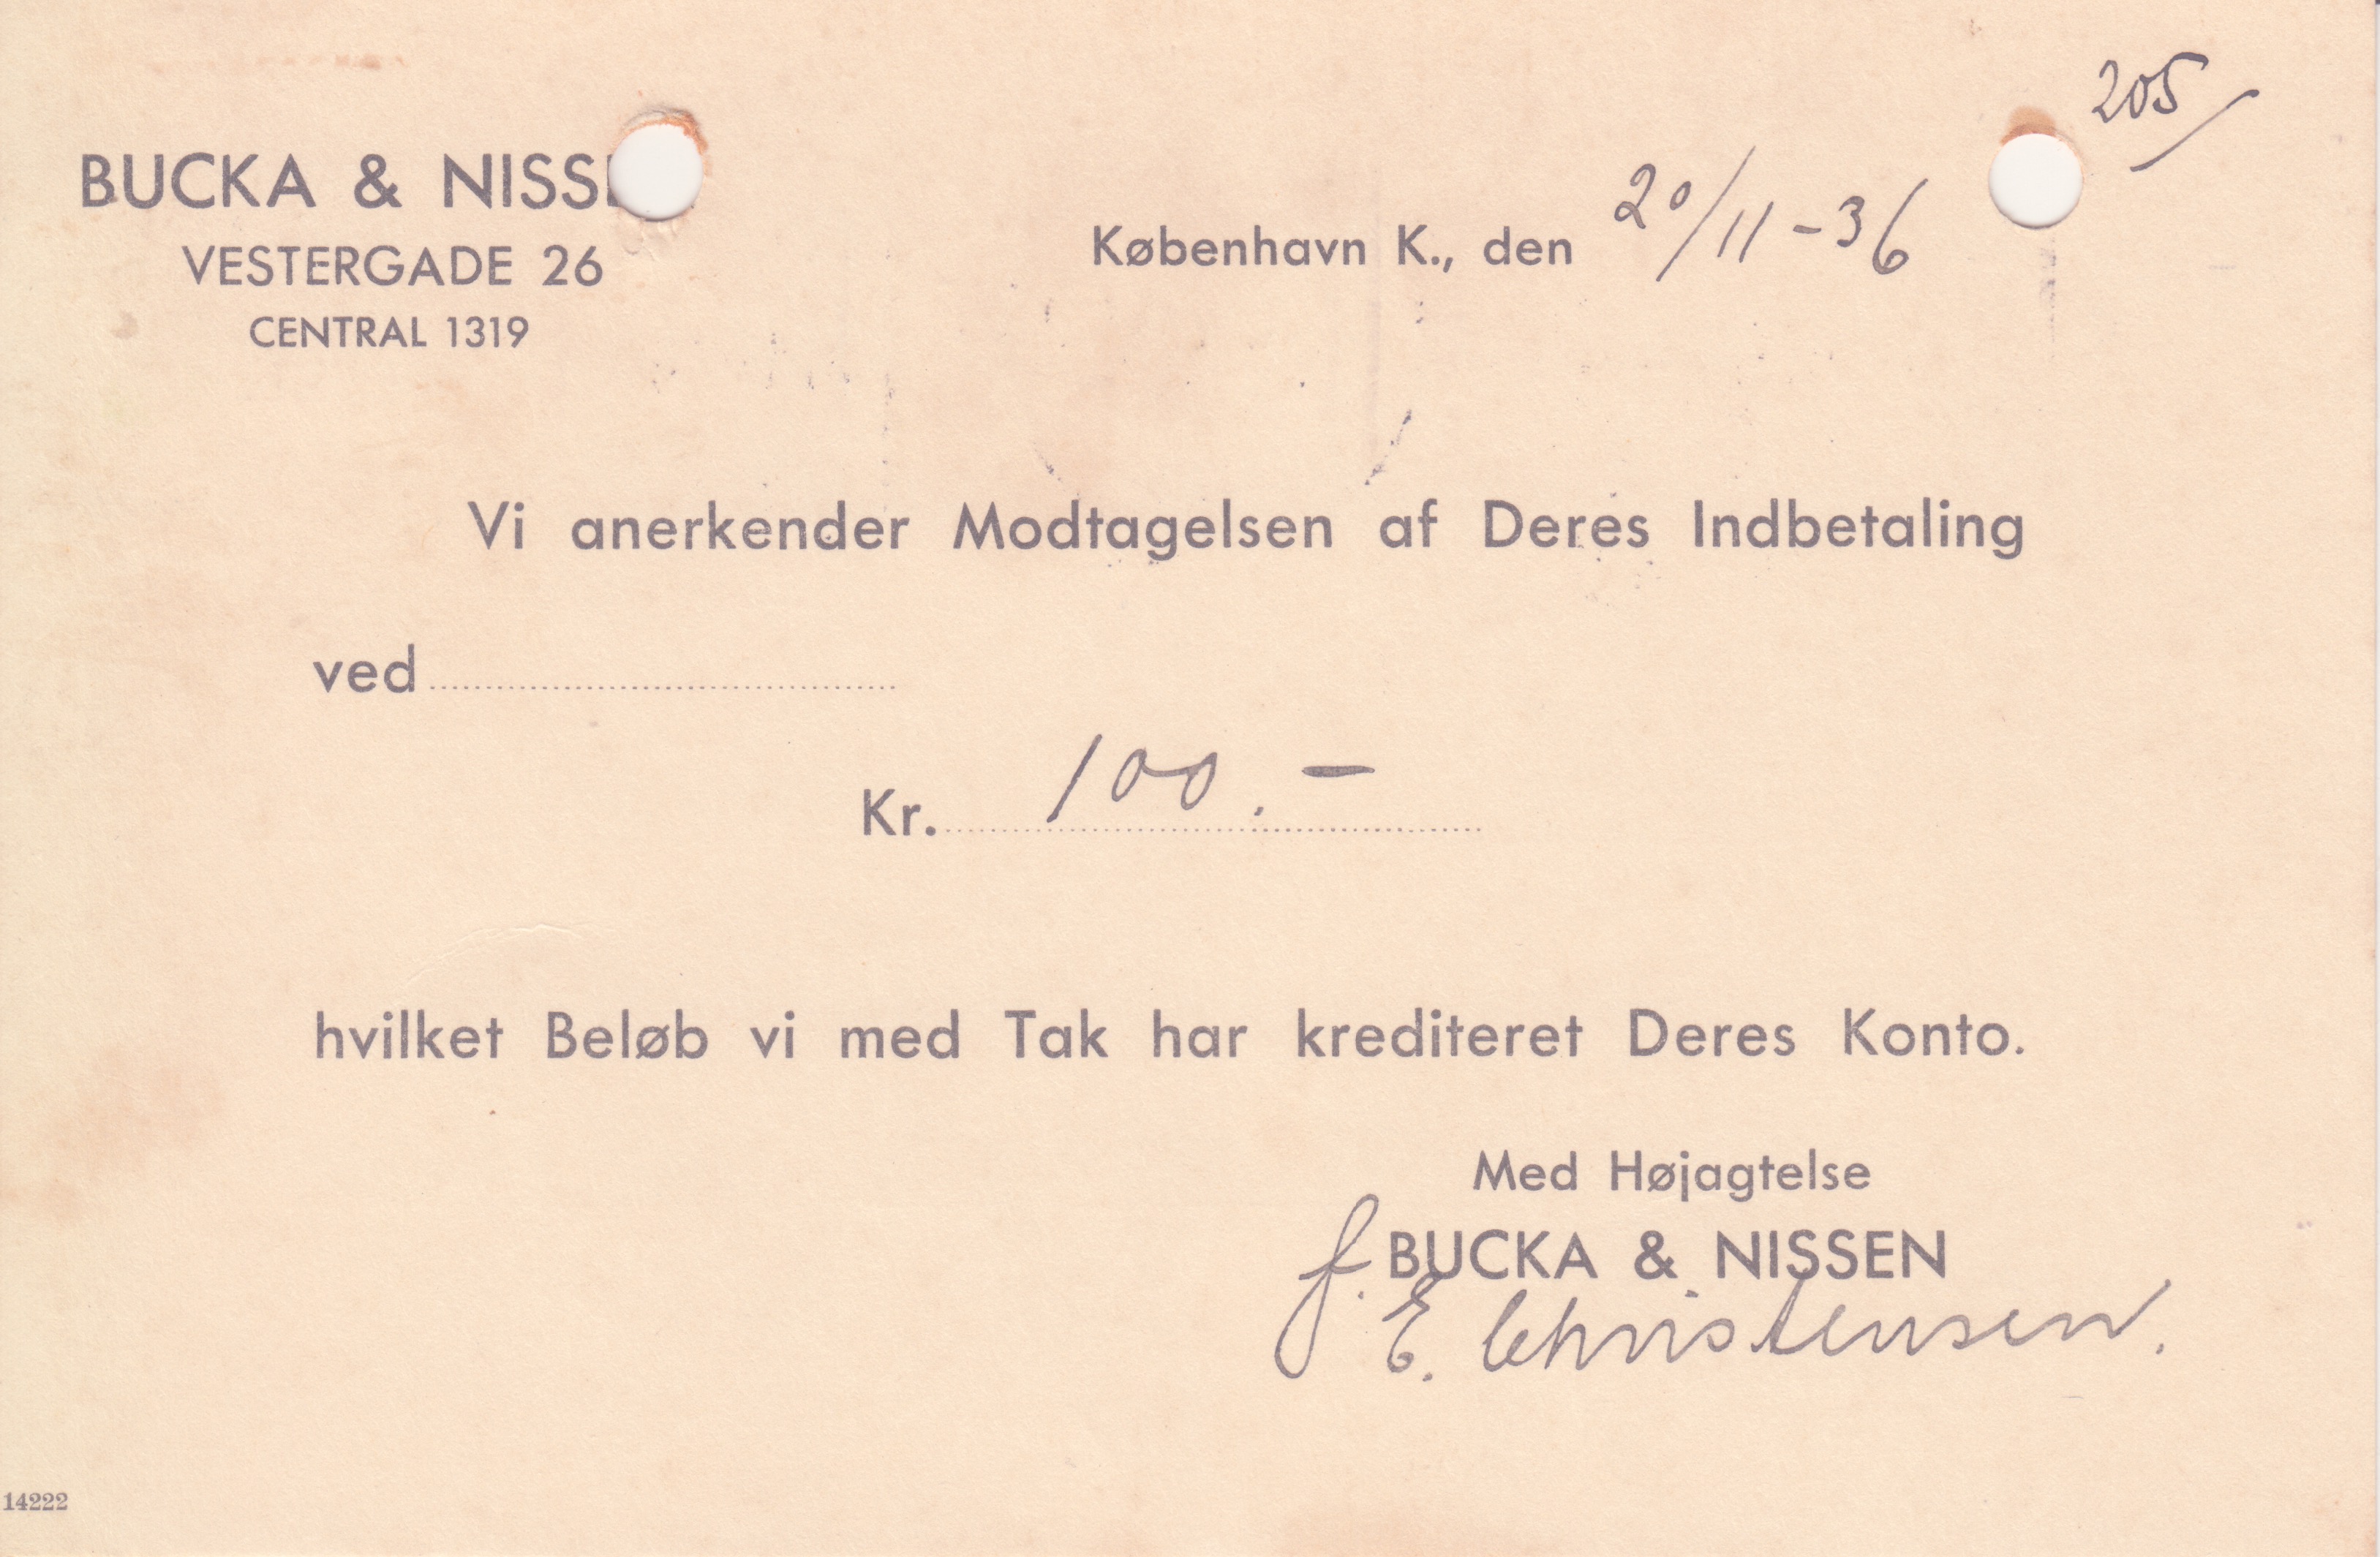 205/
BUCKA & NISSE
København K., den 20/11-36
VESTERGADE 26
CENTRAL 1319
Vi anerkender Modtagelsen af Deres Indbetaling
ved
Kr. 100.-
hvilket Beløb vi med Tak har krediteret Deres Konto.
Med Højagtelse
f. BUCKA & NISSEN
E. Christensen.
14222